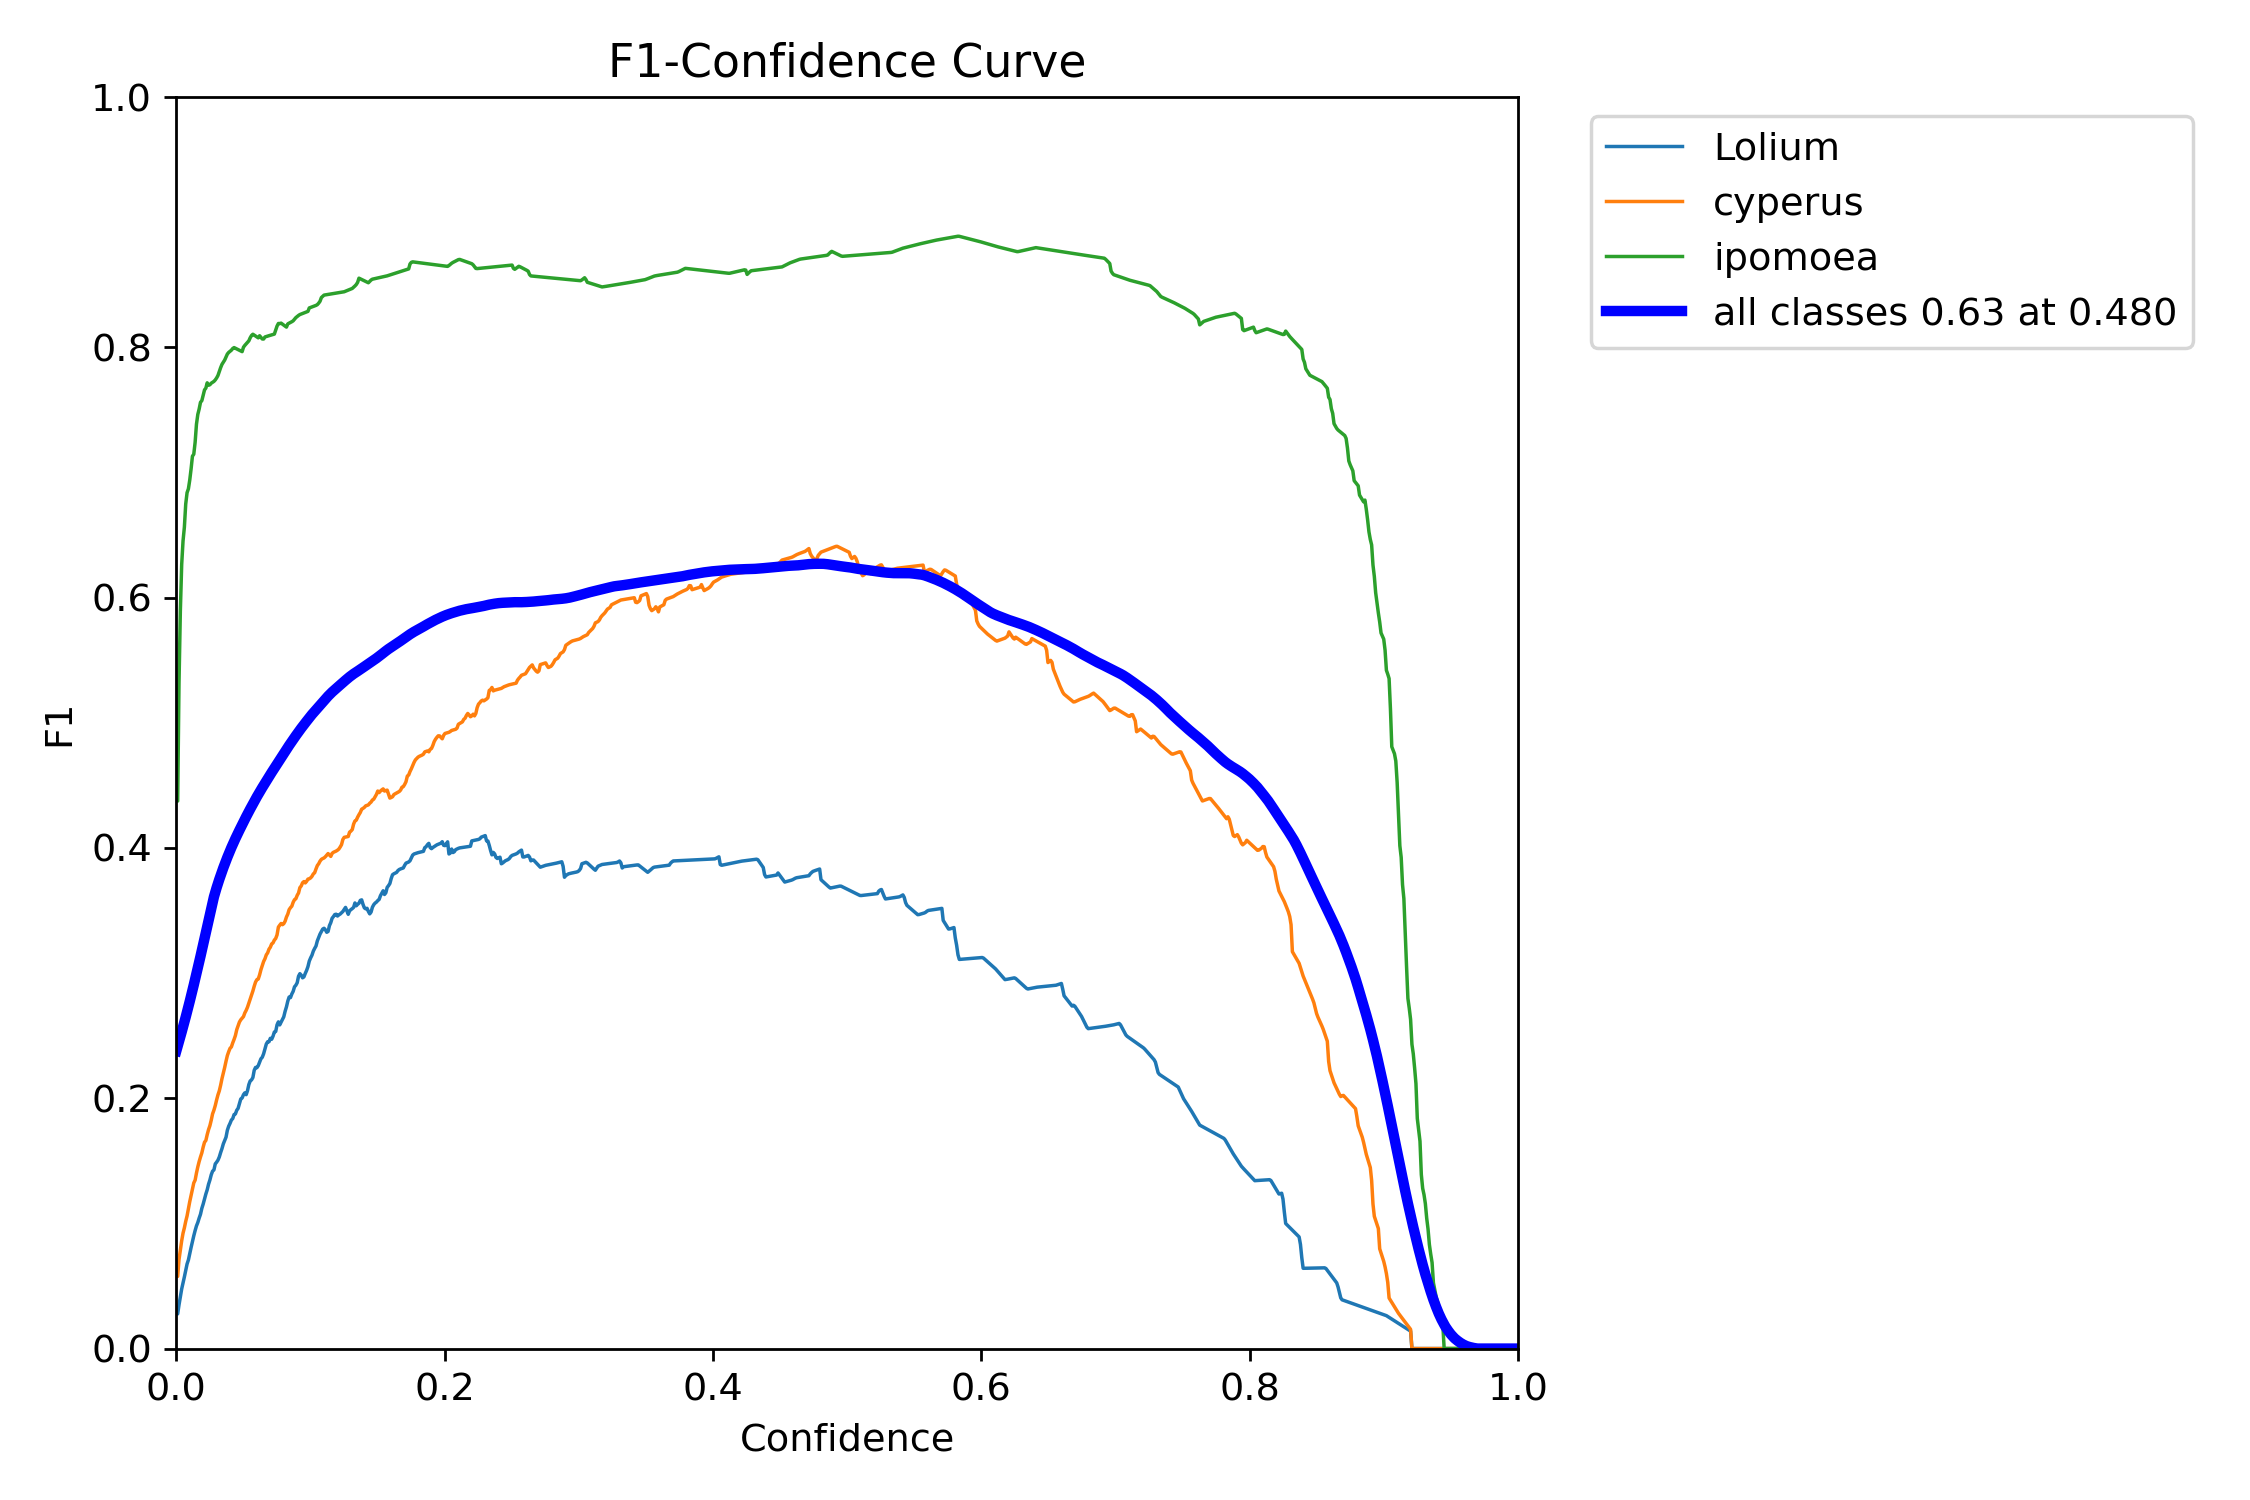 F1-Confidence Curve
1.0
0.8
0.6
0.4
0.2
0.0
F1
0.0 0.2 0.4 0.6 0.8 1.0
Confidence
Lolium
cyperus
ipomoea
all classes 0.63 at 0.480